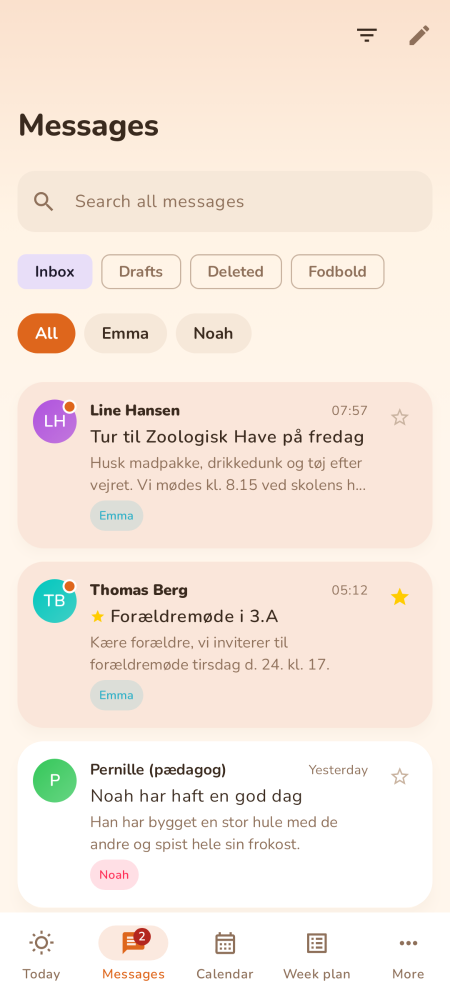 Messages
Search all messages
Inbox Drafts Deleted Fodbold
All Emma Noah
LH
Line Hansen 07:57
Tur til Zoologisk Have på fredag
Husk madpakke, drikkedunk og tøj efter
vejret. Vi mødes kl. 8.15 ved skolens h...
Emma
TB
Thomas Berg 05:12
Forældremøde i 3.A
Kære forældre, vi inviterer til
forældremøde tirsdag d. 24. kl. 17.
Emma
P
Pernille (pædagog) Yesterday
Noah har haft en god dag
Han har bygget en stor hule med de
andre og spist hele sin frokost.
Noah
2
Today Messages Calendar Week plan More